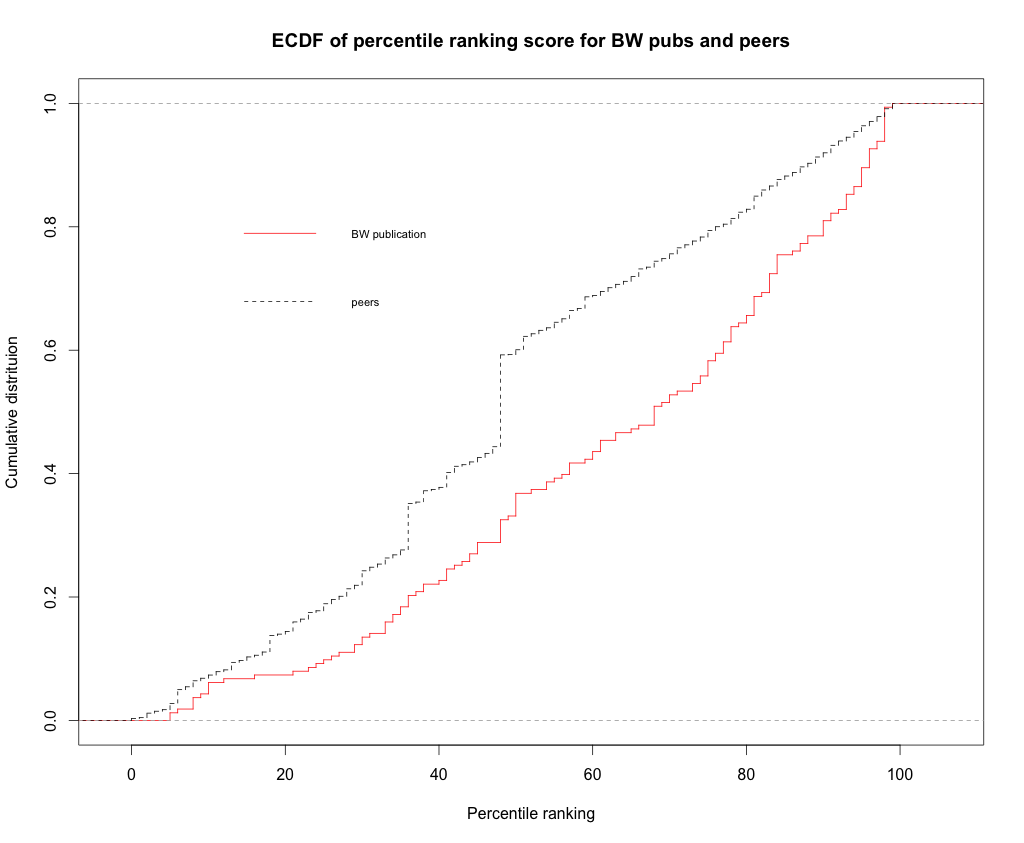 ECDF of percentile ranking score for BW pubs and peers
1.0
0.8
0.6
0.4
0.2
0.0
Cumulative distrituion
BW publication
peers
0 20 40 60 80 100
Percentile ranking